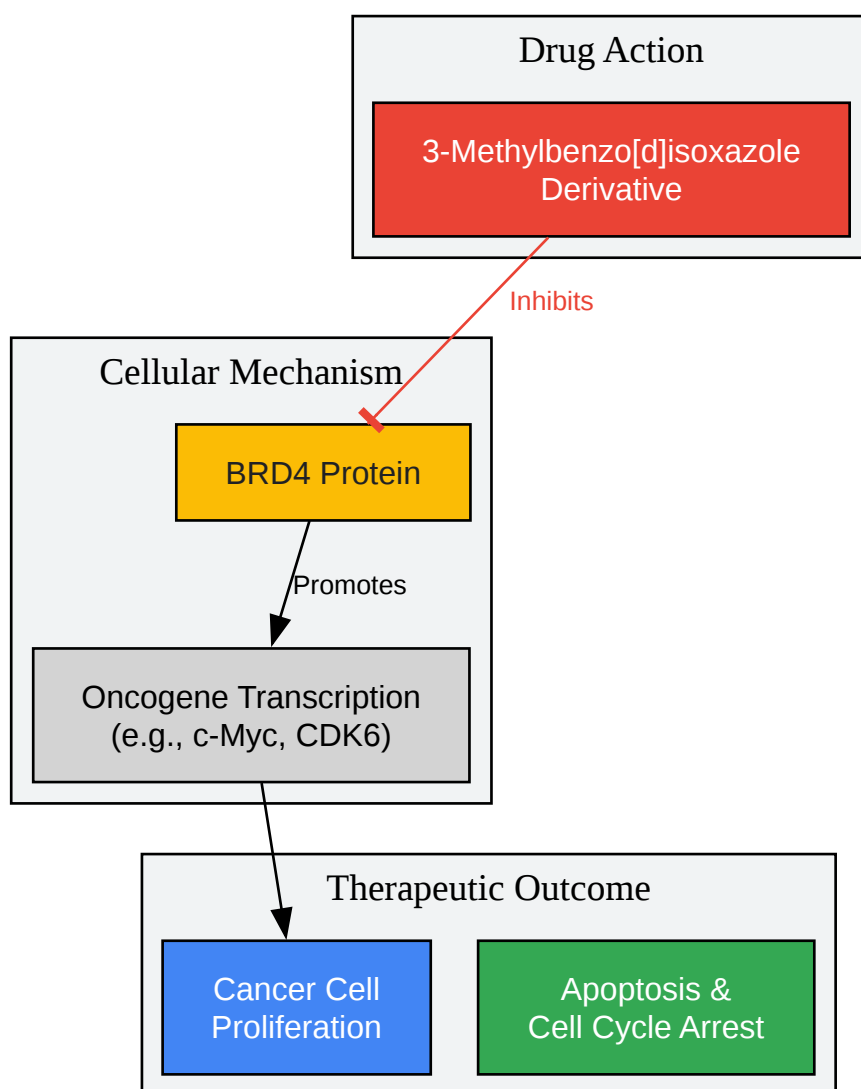 Drug Action
3-Methylbenzo[d]isoxazole
Derivative
Inhibits
Cellular Mechanism
BRD4 Protein
Promotes
Oncogene Transcription
(e.g., c-Myc, CDK6)
Therapeutic Outcome
Cancer Cell
Proliferation
Apoptosis &
Cell Cycle Arrest